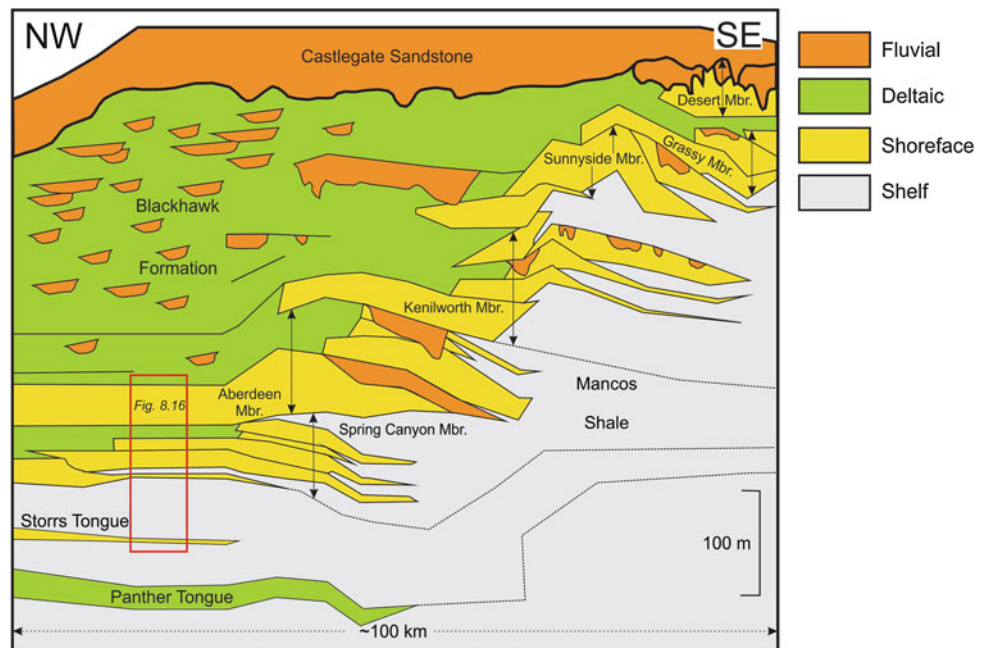 NW
SE
Castlegate Sandstone
Desert Mbr.
Sunnyside Mbr.
Grassy Mbr.
Blackhawk
Formation
Kenilworth Mbr.
Mancos
Shale
Aberdeen
Mbr.
Fig. 8.16
Spring Canyon Mbr.
Storrs Tongue
100 m
Panther Tongue
~100 km
Fluvial
Deltaic
Shoreface
Shelf